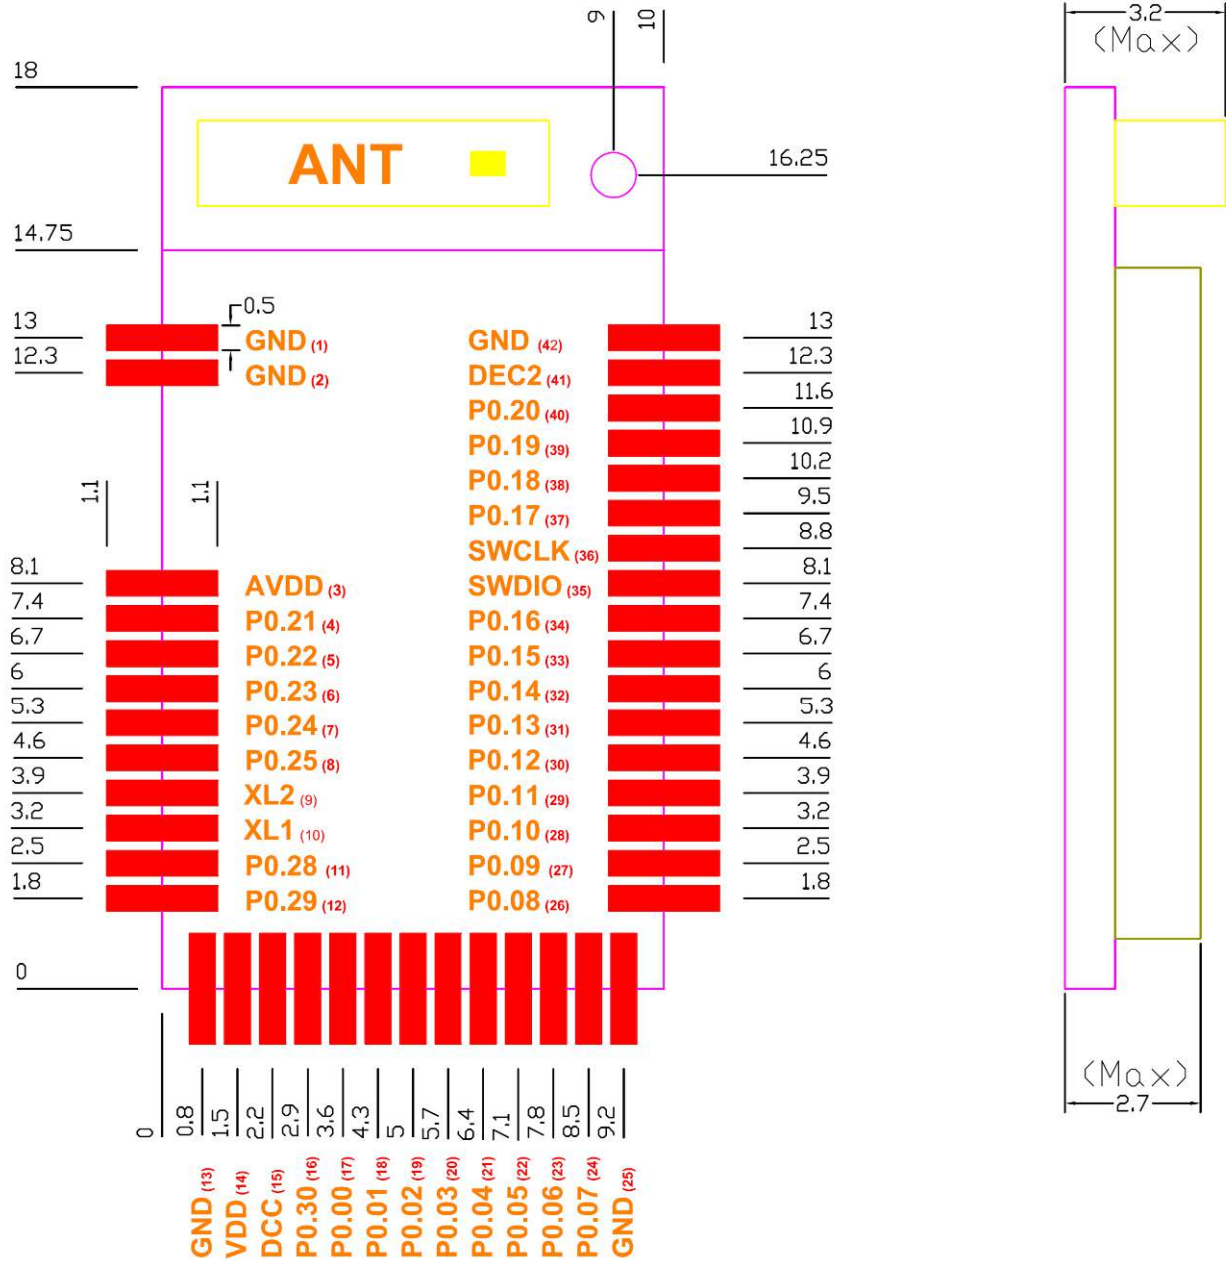 9
10
3.2
(Max)
18
ANT
16.25
14.75
0.5
13
GND (1)
GND (42)
13
12.3
GND (2)
DEC2 (41)
12.3
P0.20 (40)
11.6
P0.19 (39)
10.9
P0.18 (38)
10.2
1.1
1.1
P0.17 (37)
9.5
SWCLK (36)
8.8
8.1
AVDD (3)
SWDIO (35)
8.1
7.4
P0.21 (4)
P0.16 (34)
7.4
6.7
P0.22 (5)
P0.15 (33)
6.7
6
P0.23 (6)
P0.14 (32)
6
5.3
P0.24 (7)
P0.13 (31)
5.3
4.6
P0.25 (8)
P0.12 (30)
4.6
3.9
XL2 (9)
P0.11 (29)
3.9
3.2
XL1 (10)
P0.10 (28)
3.2
2.5
P0.28 (11)
P0.09 (27)
2.5
1.8
P0.29 (12)
P0.08 (26)
1.8
0
(Max)
2.7
0
0.8
1.5
2.2
2.9
3.6
4.3
5
5.7
6.4
7.1
7.8
8.5
9.2
GND (13)
VDD (14)
DCC (15)
P0.30 (16)
P0.00 (17)
P0.01 (18)
P0.02 (19)
P0.03 (20)
P0.04 (21)
P0.05 (22)
P0.06 (23)
P0.07 (24)
GND (25)